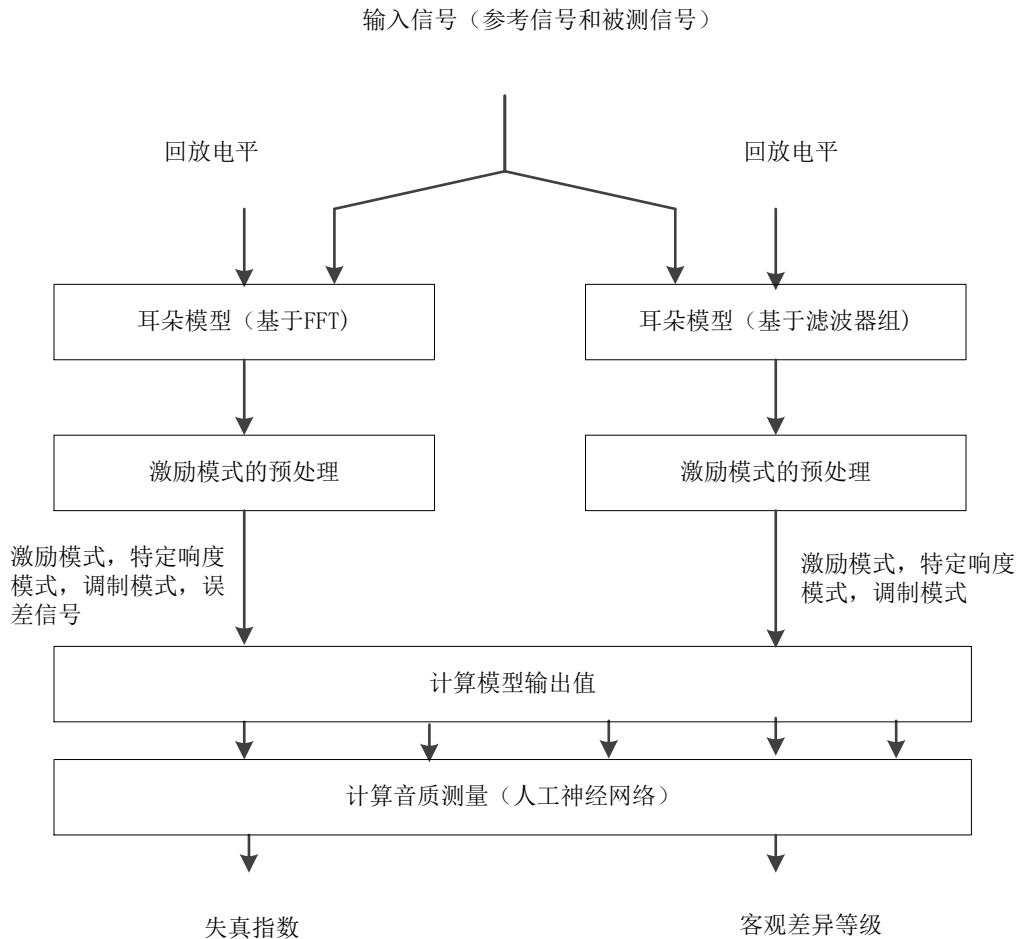 输入信号（参考信号和被测信号）
回放电平
回放电平
耳朵模型（基于FFT)
耳朵模型（基于滤波器组)
激励模式的预处理
激励模式的预处理
激励模式，特定响度
模式，调制模式，误
差信号
激励模式，特定响度
模式，调制模式
计算模型输出值
计算音质测量（人工神经网络）
失真指数
客观差异等级